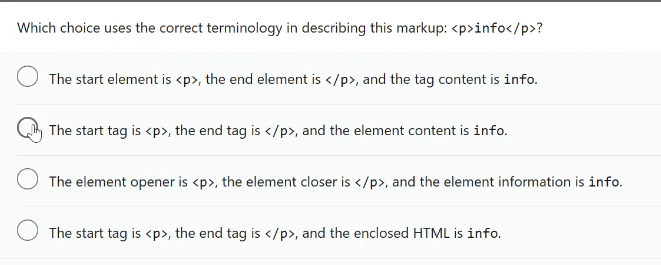 Which choice uses the correct terminology in describing this markup: <p>info</p>?
The start element is <p>, the end element is </p>, and the tag content is info.
The start tag is <p>, the end tag is </p>, and the element content is info.
The element opener is <p>, the element closer is </p>, and the element information is info.
The start tag is <p>, the end tag is </p>, and the enclosed HTML is info.